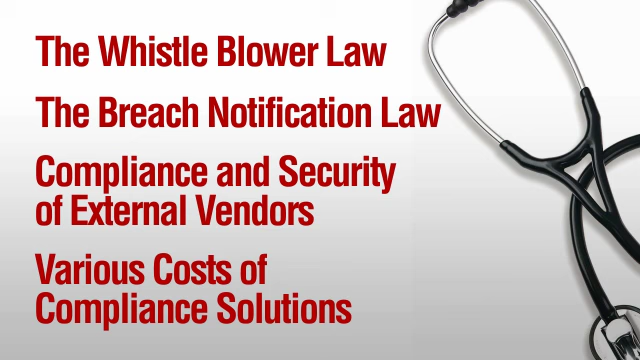 The Whistle Blower Law
The Breach Notification Law
Compliance and Security
of External Vendors
Various Costs of
Compliance Solutions